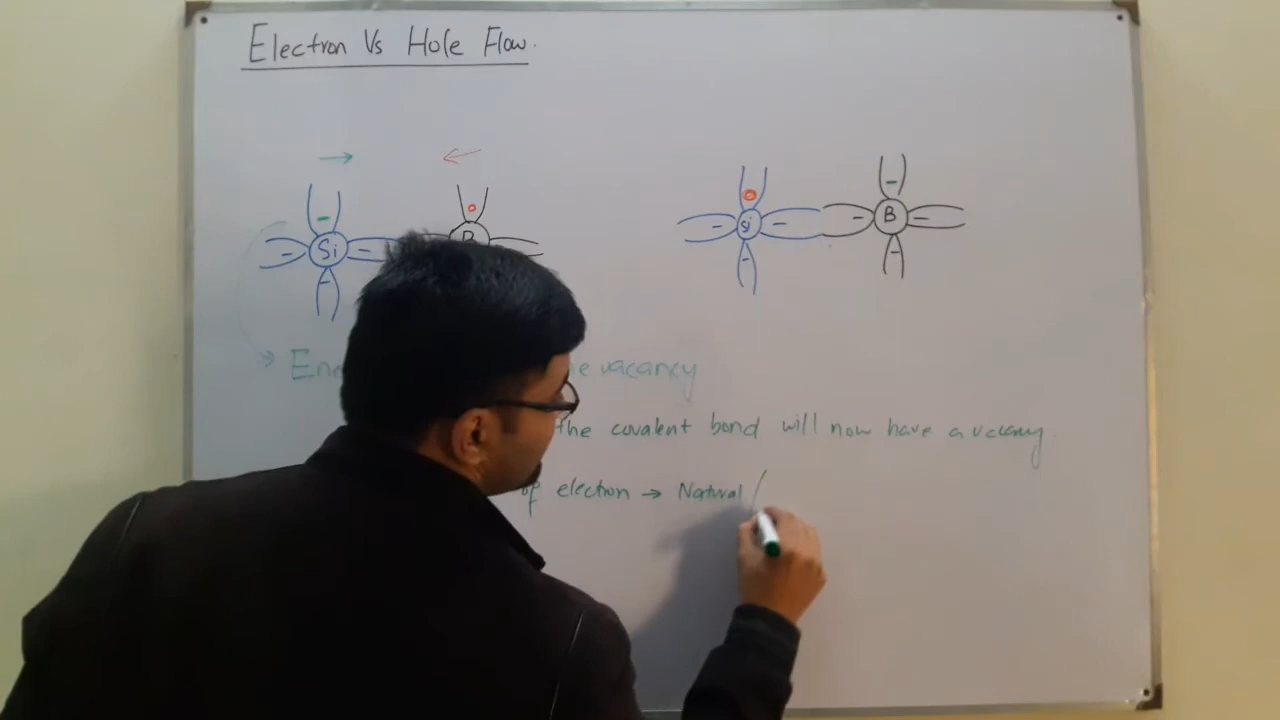 Electron Vs Hole Flow.
Si B Si B
e vacancy
the covalent bond will now have a vacancy
of electron → Natural /